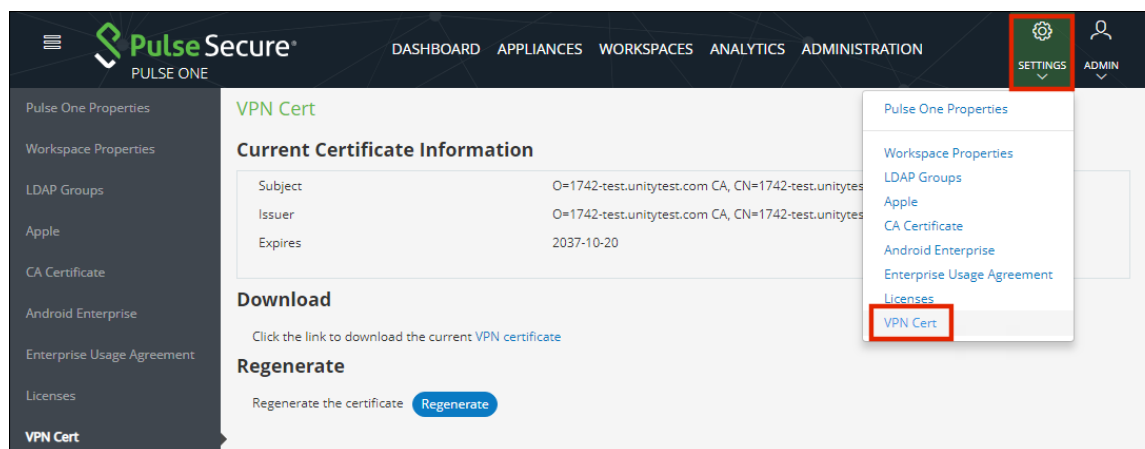 Pulse Secure®
PULSE ONE
DASHBOARD APPLIANCES WORKSPACES ANALYTICS ADMINISTRATION
SETTINGS
ADMIN
Pulse One Properties
Workspace Properties
LDAP Groups
Apple
CA Certificate
Android Enterprise
Enterprise Usage Agreement
Licenses
VPN Cert
VPN Cert
Current Certificate Information
Subject O=1742-test.unitytest.com CA, CN=1742-test.unitytes
Issuer O=1742-test.unitytest.com CA, CN=1742-test.unitytes
Expires 2037-10-20
Download
Click the link to download the current VPN certificate
Regenerate
Regenerate the certificate Regenerate
Pulse One Properties
Workspace Properties
LDAP Groups
Apple
CA Certificate
Android Enterprise
Enterprise Usage Agreement
Licenses
VPN Cert